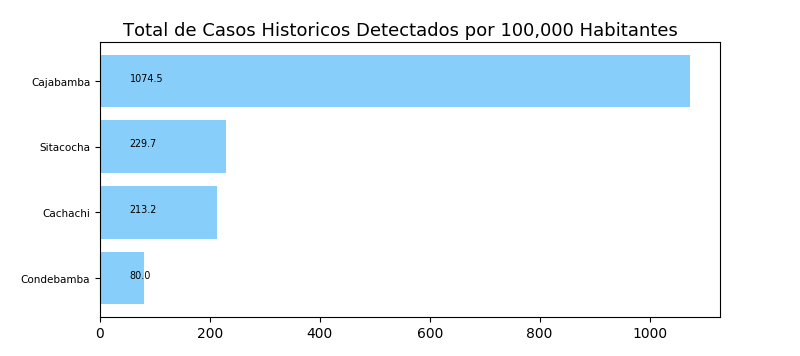 Total de Casos Historicos Detectados por 100,000 Habitantes
Cajabamba 1074.5
Sitacocha 229.7
Cachachi 213.2
Condebamba 80.0
0 200 400 600 800 1000